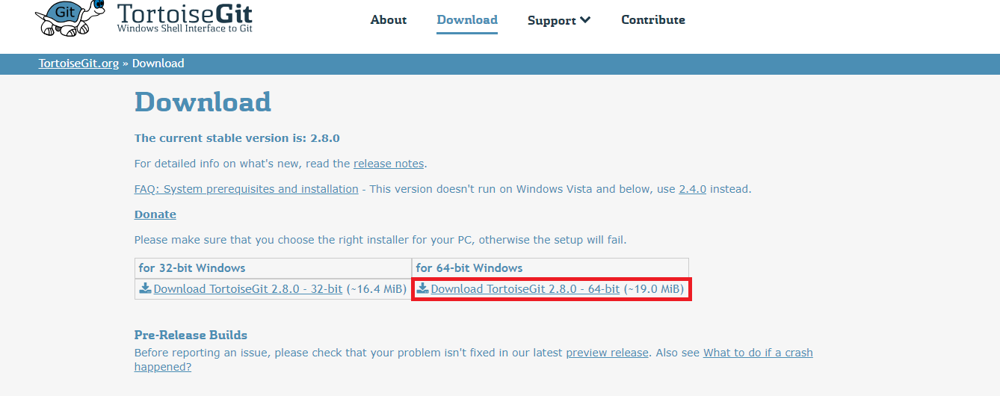 Git
TortoiseGit
Windows Shell Interface to Git
About Download Support Contribute
TortoiseGit.org » Download
Download
The current stable version is: 2.8.0
For detailed info on what's new, read the release notes.
FAQ: System prerequisites and installation - This version doesn't run on Windows Vista and below, use 2.4.0 instead.
Donate
Please make sure that you choose the right installer for your PC, otherwise the setup will fail.
for 32-bit Windows for 64-bit Windows
Download TortoiseGit 2.8.0 - 32-bit (~16.4 MiB) Download TortoiseGit 2.8.0 - 64-bit (~19.0 MiB)
Pre-Release Builds
Before reporting an issue, please check that your problem isn't fixed in our latest preview release. Also see What to do if a crash
happened?